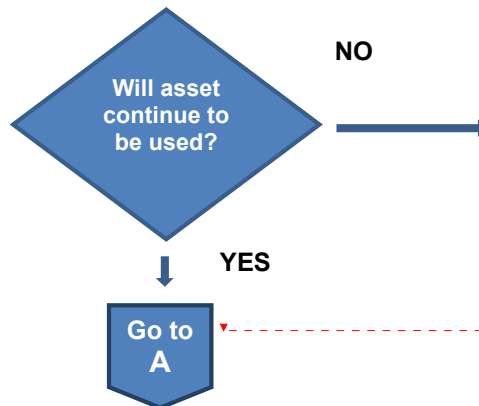 NO
Will asset
continue to
be used?
YES
Go to
A